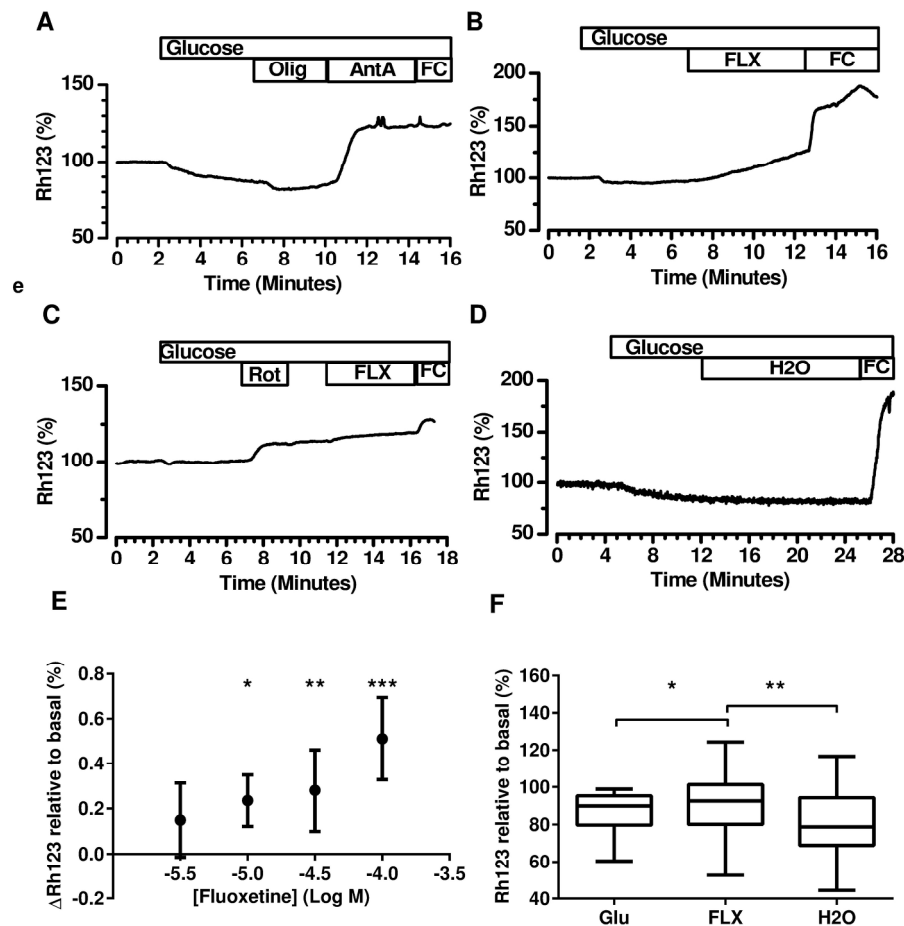 A
Glucose
Olig AntA FC
Rh123 (%)
150
100
50
0 2 4 6 8 10 12 14 16
Time (Minutes)
B
Glucose
FLX FC
Rh123 (%)
200
150
100
50
0 2 4 6 8 10 12 14 16
Time (Minutes)
e
C
Glucose
Rot FLX FC
Rh123 (%)
150
100
50
0 2 4 6 8 10 12 14 16 18
Time (Minutes)
D
Glucose
H2O FC
Rh123 (%)
200
150
100
50
0 4 8 12 16 20 24 28
Time (Minutes)
E
ΔRh123 relative to basal (%)
0.8
0.6
0.4
0.2
0.0
-0.2
* ** ***
-5.5 -5.0 -4.5 -4.0 -3.5
[Fluoxetine] (Log M)
F
Rh123 relative to basal (%)
160
140
120
100
80
60
40
* **
Glu FLX H2O